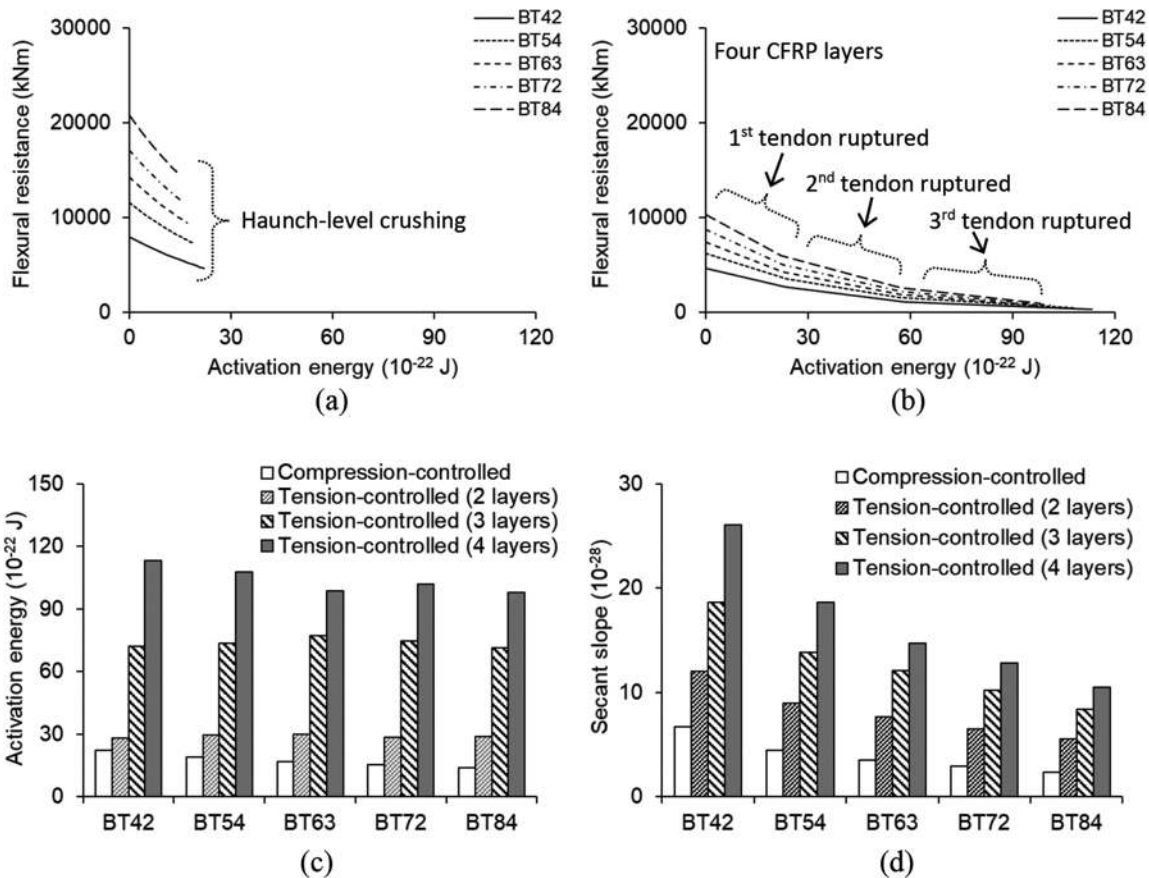 30000
20000
10000
0
0
30
60
90
120
Flexural resistance (kNm)
Activation energy (10⁻²² J)
BT42
BT54
BT63
BT72
BT84
Haunch-level crushing
(a)
30000
20000
10000
0
0
30
60
90
120
Flexural resistance (kNm)
Activation energy (10⁻²² J)
BT42
BT54
BT63
BT72
BT84
Four CFRP layers
1st tendon ruptured
2nd tendon ruptured
3rd tendon ruptured
(b)
Compression-controlled
Tension-controlled (2 layers)
Tension-controlled (3 layers)
Tension-controlled (4 layers)
150
120
90
60
30
0
Activation energy (10⁻²² J)
BT42
BT54
BT63
BT72
BT84
(c)
Compression-controlled
Tension-controlled (2 layers)
Tension-controlled (3 layers)
Tension-controlled (4 layers)
30
20
10
0
Secant slope (10⁻²⁸)
BT42
BT54
BT63
BT72
BT84
(d)